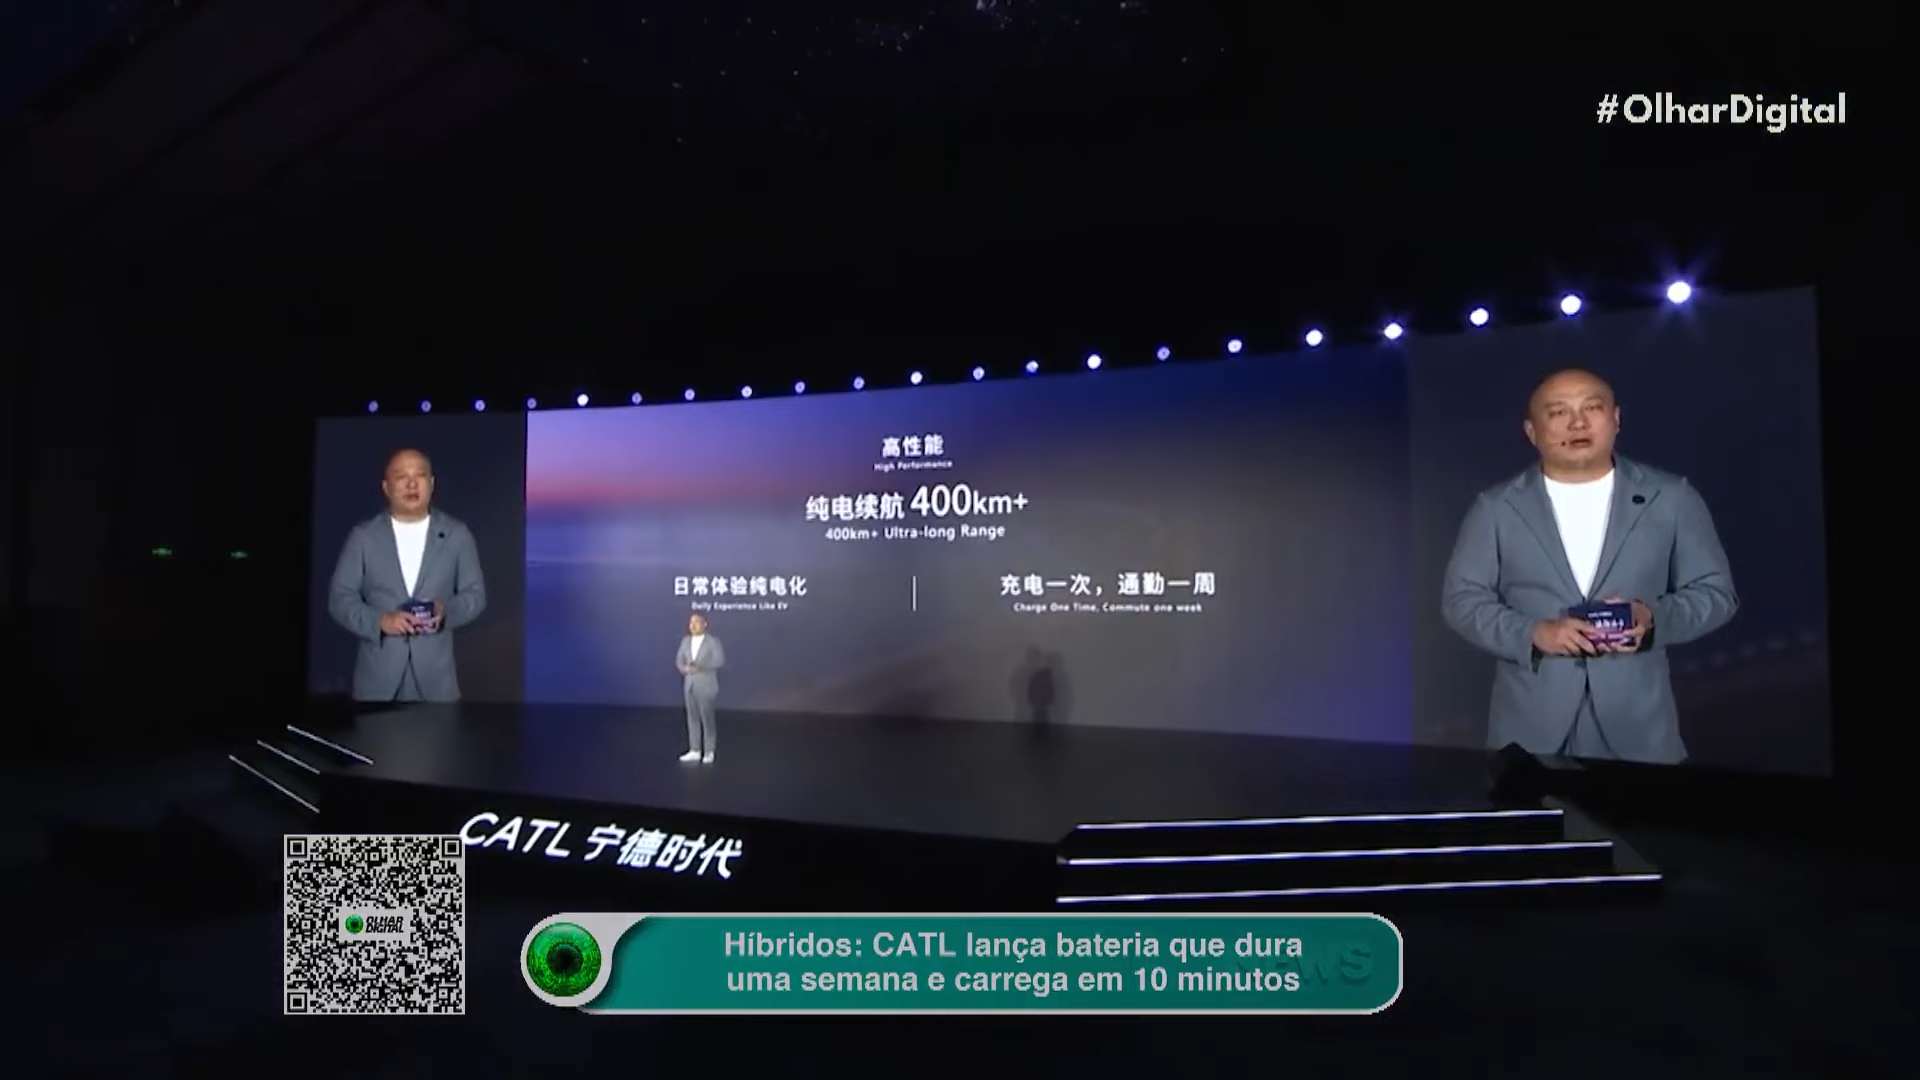 #OlharDigital
高性能
High Performance
纯电续航 400km+
400km+ Ultra-long Range
日常体验纯电化
Daily Experience Like EV
充电一次，通勤一周
Charge One Time, Commute one week
CATL 宁德时代
OLHAR
DIGITAL
Híbridos: CATL lança bateria que dura
uma semana e carrega em 10 minutos